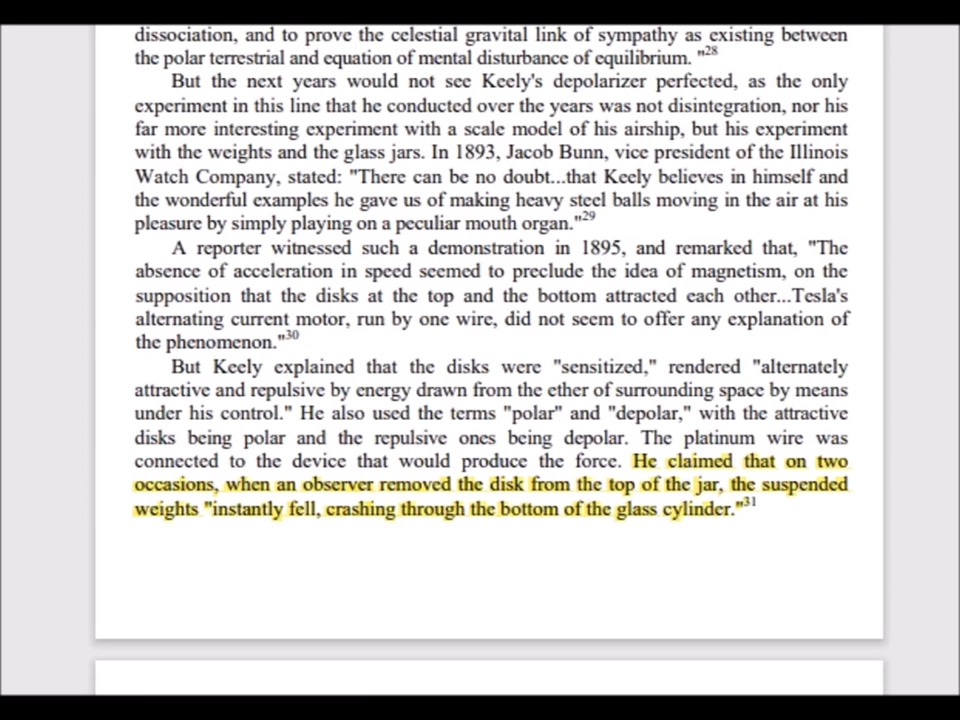 dissociation, and to prove the celestial gravital link of sympathy as existing between
the polar terrestrial and equation of mental disturbance of equilibrium. "28
But the next years would not see Keely's depolarizer perfected, as the only
experiment in this line that he conducted over the years was not disintegration, nor his
far more interesting experiment with a scale model of his airship, but his experiment
with the weights and the glass jars. In 1893, Jacob Bunn, vice president of the Illinois
Watch Company, stated: "There can be no doubt...that Keely believes in himself and
the wonderful examples he gave us of making heavy steel balls moving in the air at his
pleasure by simply playing on a peculiar mouth organ."29
A reporter witnessed such a demonstration in 1895, and remarked that, "The
absence of acceleration in speed seemed to preclude the idea of magnetism, on the
supposition that the disks at the top and the bottom attracted each other...Tesla's
alternating current motor, run by one wire, did not seem to offer any explanation of
the phenomenon."30
But Keely explained that the disks were "sensitized," rendered "alternately
attractive and repulsive by energy drawn from the ether of surrounding space by means
under his control." He also used the terms "polar" and "depolar," with the attractive
disks being polar and the repulsive ones being depolar. The platinum wire was
connected to the device that would produce the force. He claimed that on two
occasions, when an observer removed the disk from the top of the jar, the suspended
weights "instantly fell, crashing through the bottom of the glass cylinder."31